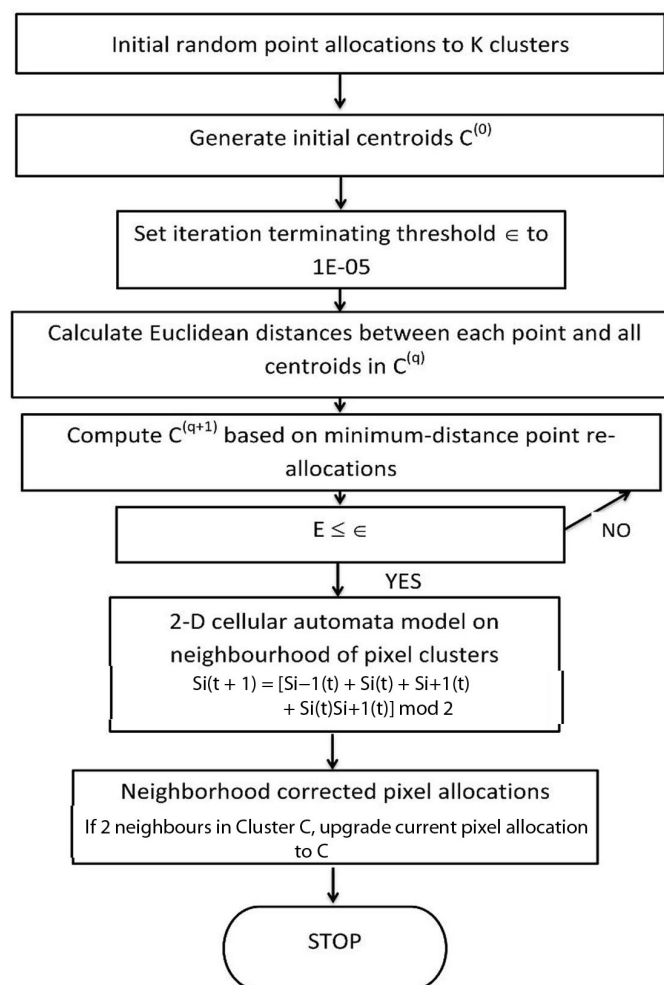 Initial random point allocations to K clusters
Generate initial centroids C^(0)
Set iteration terminating threshold ∈ to
1E-05
Calculate Euclidean distances between each point and all
centroids in C^(q)
Compute C^(q+1) based on minimum-distance point re-
allocations
E ≤ ∈
NO
YES
2-D cellular automata model on
neighbourhood of pixel clusters
Si(t + 1) = [Si−1(t) + Si(t) + Si+1(t)
+ Si(t)Si+1(t)] mod 2
Neighborhood corrected pixel allocations
If 2 neighbours in Cluster C, upgrade current pixel allocation
to C
STOP